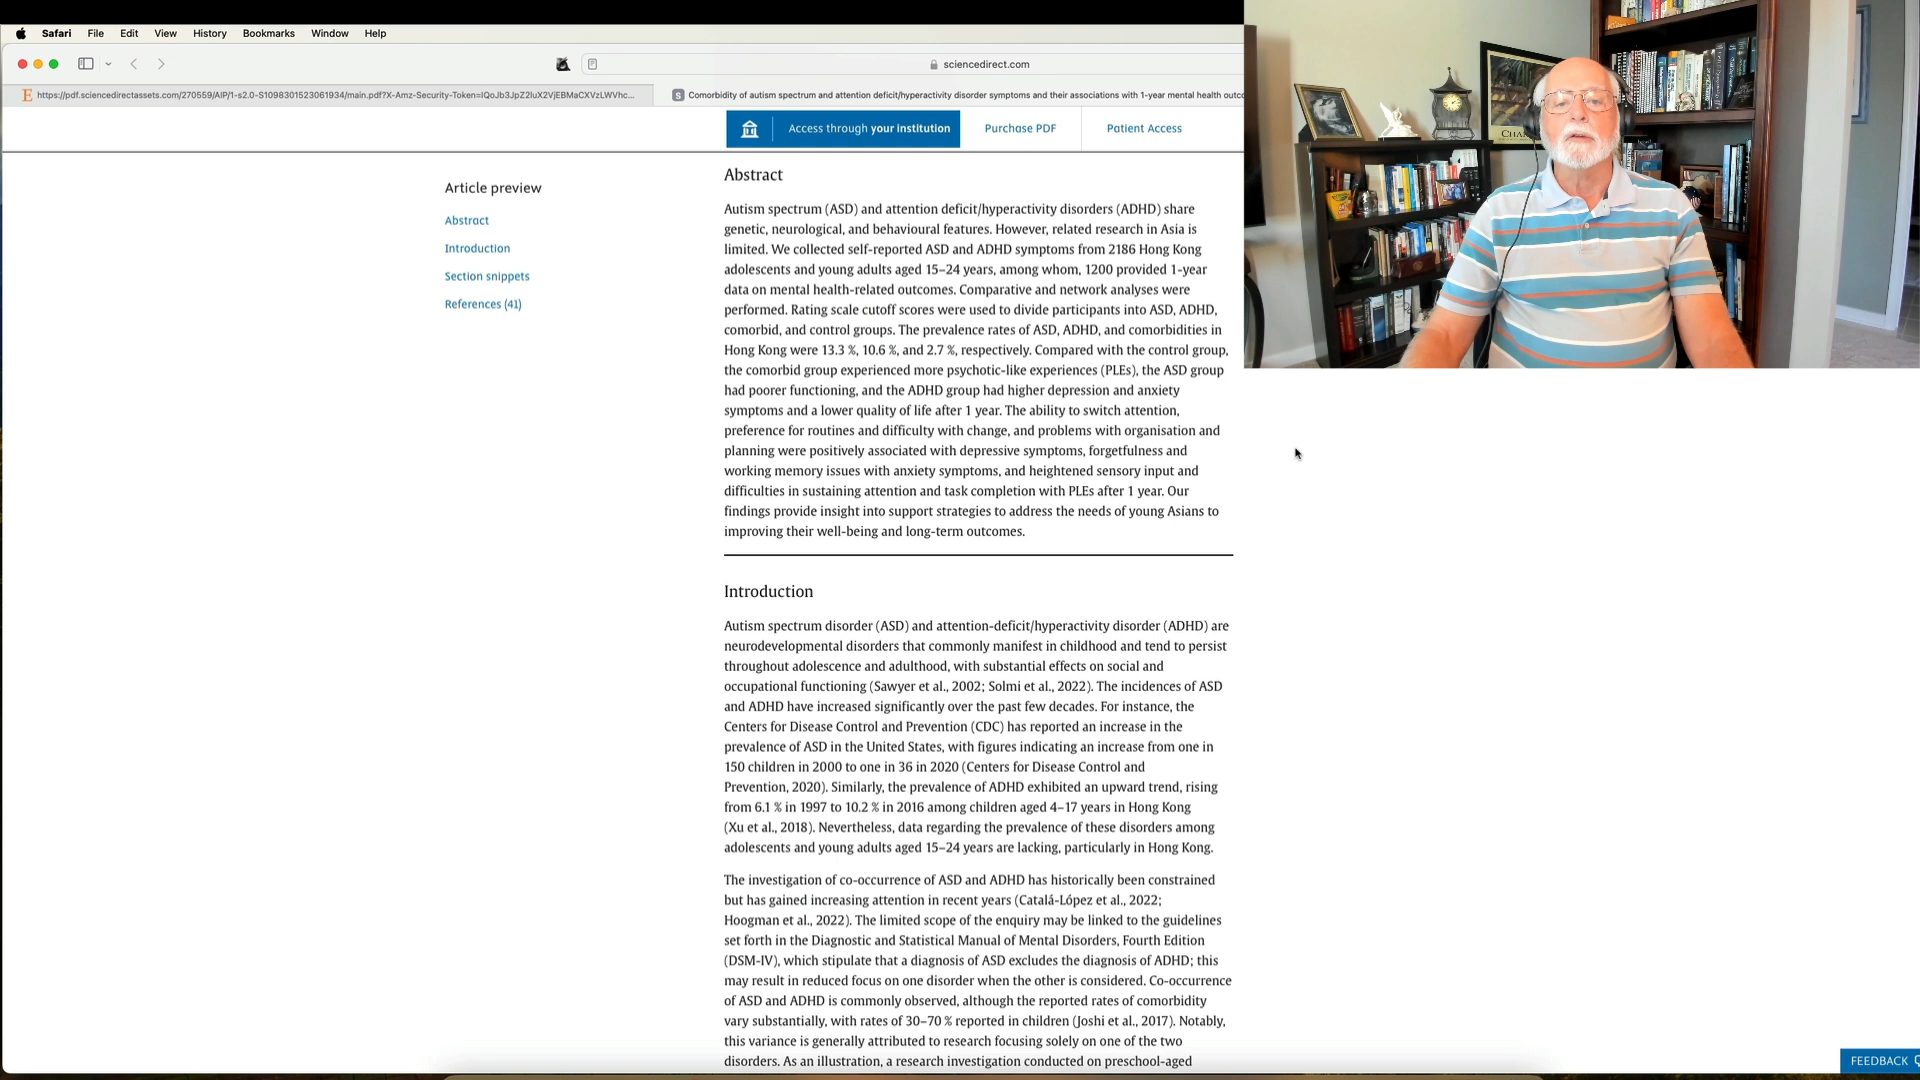 Safari File Edit View History Bookmarks Window Help
sciencedirect.com
https://pdf.sciencedirectassets.com/270559/AIP/1-s2.0-S1098301523061934/main.pdf?X-Amz-Security-Token=IQoJb3JpZ2luX2VjEBMaCXVzLWVhc...
Comorbidity of autism spectrum and attention deficit/hyperactivity disorder symptoms and their associations with 1-year mental health outco
Access through your institution
Purchase PDF
Patient Access
Article preview
Abstract
Introduction
Section snippets
References (41)
Abstract
Autism spectrum (ASD) and attention deficit/hyperactivity disorders (ADHD) share
genetic, neurological, and behavioural features. However, related research in Asia is
limited. We collected self-reported ASD and ADHD symptoms from 2186 Hong Kong
adolescents and young adults aged 15–24 years, among whom, 1200 provided 1-year
data on mental health-related outcomes. Comparative and network analyses were
performed. Rating scale cutoff scores were used to divide participants into ASD, ADHD,
comorbid, and control groups. The prevalence rates of ASD, ADHD, and comorbidities in
Hong Kong were 13.3 %, 10.6 %, and 2.7 %, respectively. Compared with the control group,
the comorbid group experienced more psychotic-like experiences (PLEs), the ASD group
had poorer functioning, and the ADHD group had higher depression and anxiety
symptoms and a lower quality of life after 1 year. The ability to switch attention,
preference for routines and difficulty with change, and problems with organisation and
planning were positively associated with depressive symptoms, forgetfulness and
working memory issues with anxiety symptoms, and heightened sensory input and
difficulties in sustaining attention and task completion with PLEs after 1 year. Our
findings provide insight into support strategies to address the needs of young Asians to
improving their well-being and long-term outcomes.
Introduction
Autism spectrum disorder (ASD) and attention-deficit/hyperactivity disorder (ADHD) are
neurodevelopmental disorders that commonly manifest in childhood and tend to persist
throughout adolescence and adulthood, with substantial effects on social and
occupational functioning (Sawyer et al., 2002; Solmi et al., 2022). The incidences of ASD
and ADHD have increased significantly over the past few decades. For instance, the
Centers for Disease Control and Prevention (CDC) has reported an increase in the
prevalence of ASD in the United States, with figures indicating an increase from one in
150 children in 2000 to one in 36 in 2020 (Centers for Disease Control and
Prevention, 2020). Similarly, the prevalence of ADHD exhibited an upward trend, rising
from 6.1 % in 1997 to 10.2 % in 2016 among children aged 4–17 years in Hong Kong
(Xu et al., 2018). Nevertheless, data regarding the prevalence of these disorders among
adolescents and young adults aged 15–24 years are lacking, particularly in Hong Kong.
The investigation of co-occurrence of ASD and ADHD has historically been constrained
but has gained increasing attention in recent years (Catalá-López et al., 2022;
Hoogman et al., 2022). The limited scope of the enquiry may be linked to the guidelines
set forth in the Diagnostic and Statistical Manual of Mental Disorders, Fourth Edition
(DSM-IV), which stipulate that a diagnosis of ASD excludes the diagnosis of ADHD; this
may result in reduced focus on one disorder when the other is considered. Co-occurrence
of ASD and ADHD is commonly observed, although the reported rates of comorbidity
vary substantially, with rates of 30–70 % reported in children (Joshi et al., 2017). Notably,
this variance is generally attributed to research focusing solely on one of the two
disorders. As an illustration, a research investigation conducted on preschool-aged
FEEDBACK